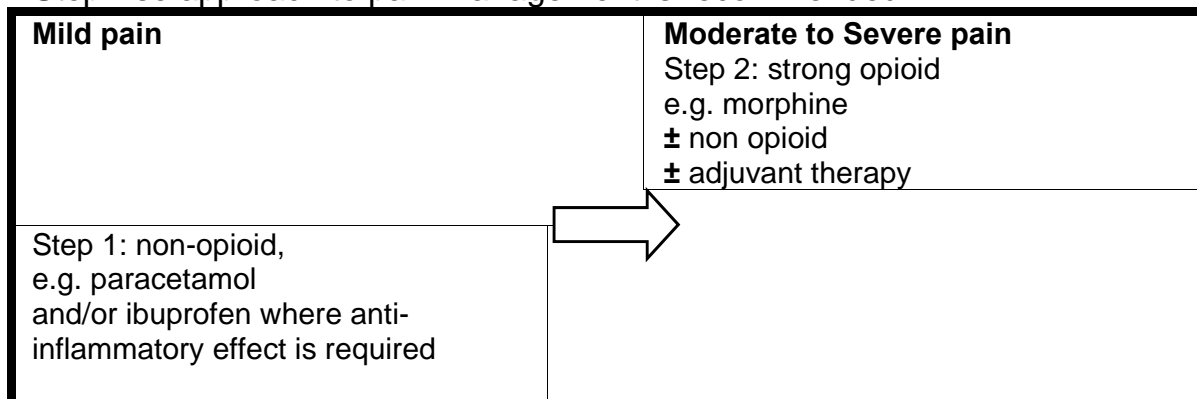 Mild pain
Moderate to Severe pain
Step 2: strong opioid
e.g. morphine
± non opioid
± adjuvant therapy
Step 1: non-opioid,
e.g. paracetamol
and/or ibuprofen where anti-
inflammatory effect is required